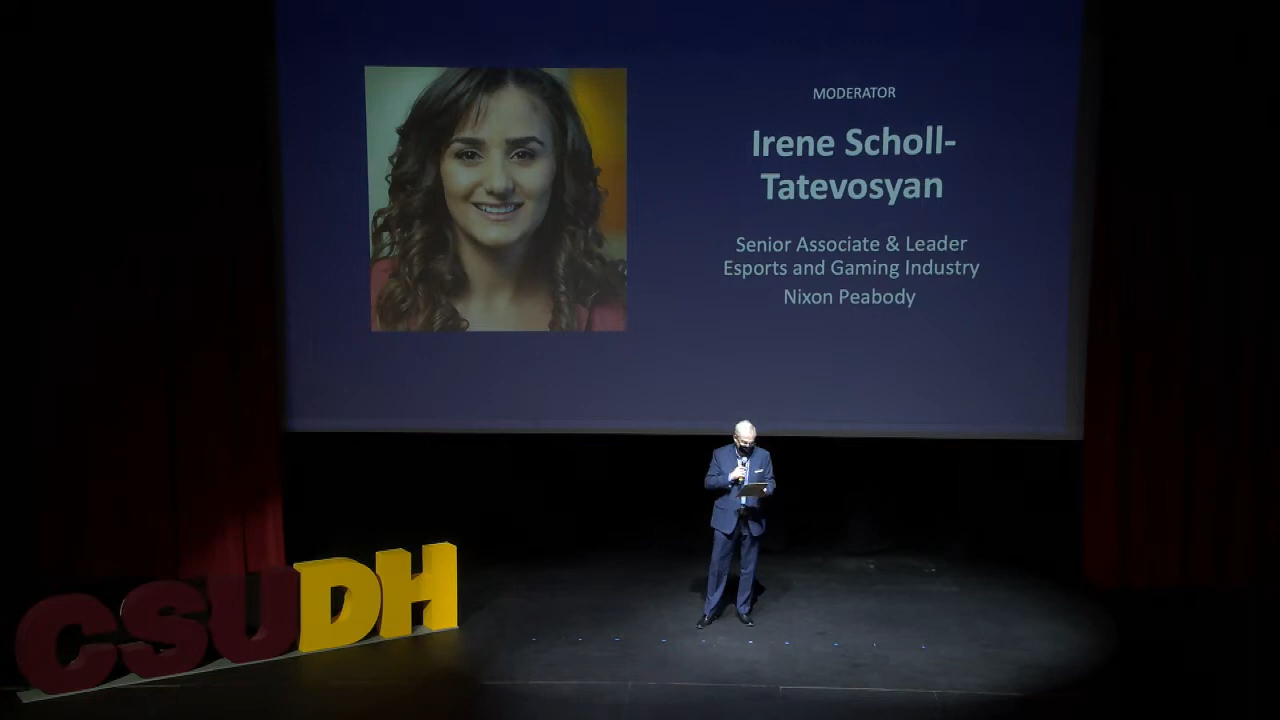 MODERATOR
Irene Scholl-
Tatevosyan
Senior Associate & Leader
Esports and Gaming Industry
Nixon Peabody
CSUDH